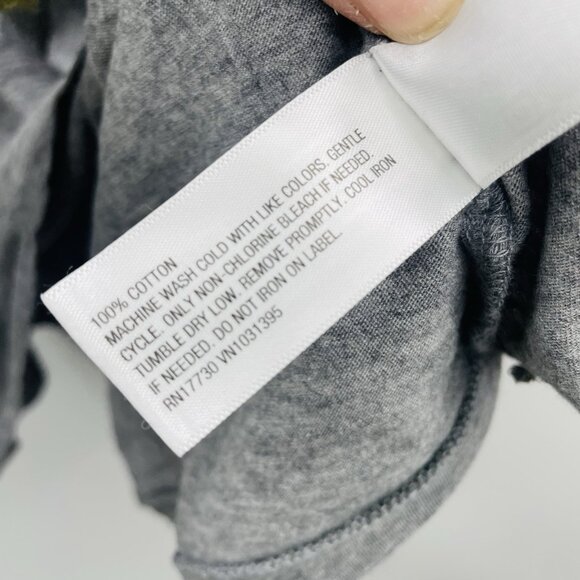 100% COTTON
MACHINE WASH COLD WITH LIKE COLORS. GENTLE
CYCLE. ONLY NON-CHLORINE BLEACH IF NEEDED.
TUMBLE DRY LOW. REMOVE PROMPTLY. COOL IRON
IF NEEDED. DO NOT IRON ON LABEL.
RN17730 VN1031395